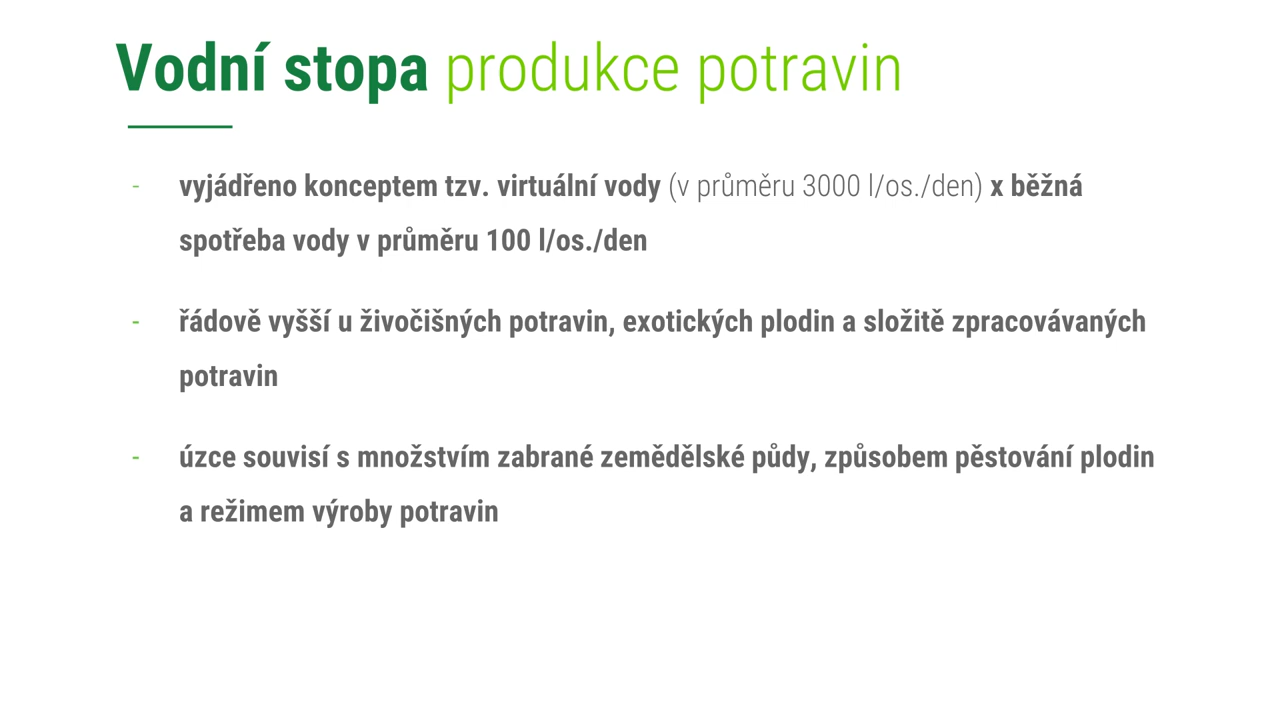 Vodní stopa produkce potravin
- vyjádřeno konceptem tzv. virtuální vody (v průměru 3000 l/os./den) x běžná
spotřeba vody v průměru 100 l/os./den
- řádově vyšší u živočišných potravin, exotických plodin a složitě zpracovávaných
potravin
- úzce souvisí s množstvím zabrané zemědělské půdy, způsobem pěstování plodin
a režimem výroby potravin